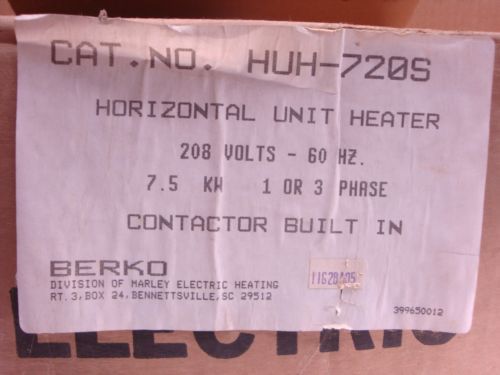 CAT.NO. HUH-720S
HORIZONTAL UNIT HEATER
208 VOLTS - 60 HZ.
7.5 KW 1 OR 3 PHASE
CONTACTOR BUILT IN
BERKO
DIVISION OF MARLEY ELECTRIC HEATING
RT.3, BOX 24, BENNETTSVILLE, SC 29512
399650012
ELECTRIC